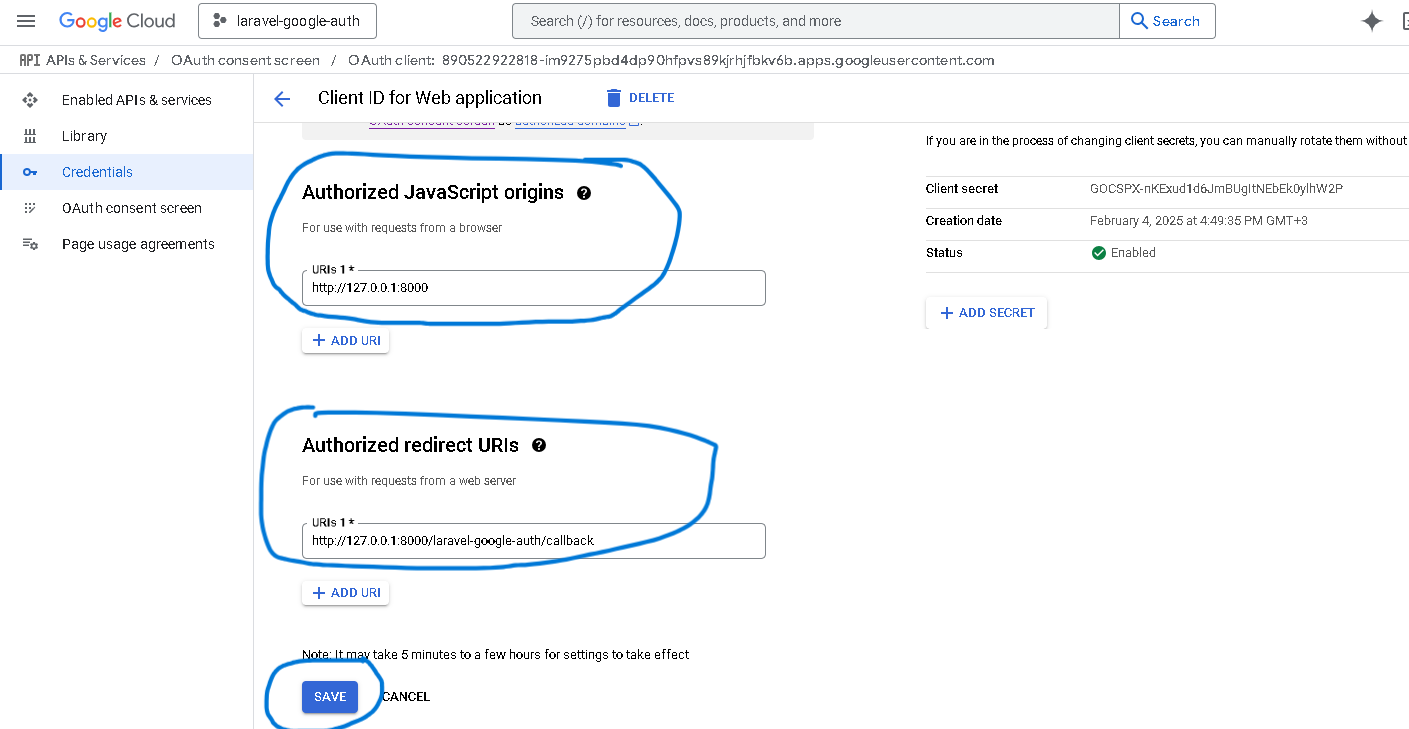 Google Cloud
laravel-google-auth
Search (/) for resources, docs, products, and more
Search
API APIs & Services / OAuth consent screen / OAuth client: 890522922818-im9275pbd4dp90hfpvs89kjrhjfbkv6b.apps.googleusercontent.com
Enabled APIs & services
Library
Credentials
OAuth consent screen
Page usage agreements
Client ID for Web application
DELETE
OAuth consent screen as authorized domains.
Authorized JavaScript origins
For use with requests from a browser
URIs 1 *
http://127.0.0.1:8000
+ ADD URI
Authorized redirect URIs
For use with requests from a web server
URIs 1 *
http://127.0.0.1:8000/laravel-google-auth/callback
+ ADD URI
Note: It may take 5 minutes to a few hours for settings to take effect
SAVE
CANCEL
If you are in the process of changing client secrets, you can manually rotate them without
Client secret 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
Creation date February 4, 2025 at 4:49:35 PM GMT+3
Status Enabled
+ ADD SECRET